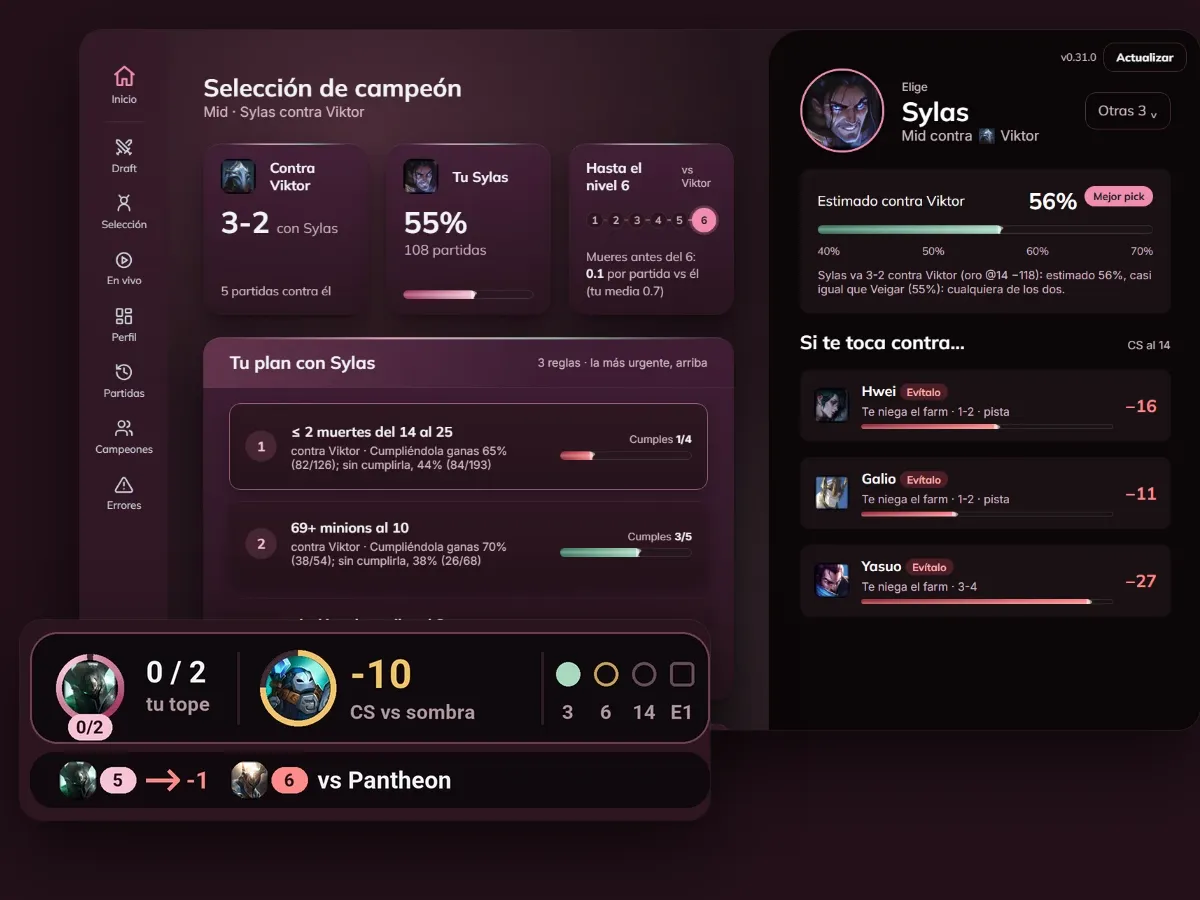 Inicio
Draft
Selección
En vivo
Perfil
Partidas
Campeones
Errores
Selección de campeón
Mid · Sylas contra Viktor
Contra
Viktor
3-2 con Sylas
5 partidas contra él
Tu Sylas
55%
108 partidas
Hasta el
nivel 6
vs
Viktor
1 - 2 - 3 - 4 - 5 - 6
Mueres antes del 6:
0.1 por partida vs él
(tu media 0.7)
Tu plan con Sylas
3 reglas · la más urgente, arriba
1
≤ 2 muertes del 14 al 25
contra Viktor · Cumpliéndola ganas 65%
(82/126); sin cumplirla, 44% (84/193)
Cumples 1/4
2
69+ minions al 10
contra Viktor · Cumpliéndola ganas 70%
(38/54); sin cumplirla, 38% (26/68)
Cumples 3/5
v0.31.0
Actualizar
Elige
Sylas
Mid contra Viktor
Otras 3
Estimado contra Viktor
56%
Mejor pick
40% 50% 60% 70%
Sylas va 3-2 contra Viktor (oro @14 −118): estimado 56%, casi
igual que Veigar (55%): cualquiera de los dos.
Si te toca contra...
CS al 14
Hwei Evítalo
Te niega el farm · 1-2 · pista
−16
Galio Evítalo
Te niega el farm · 1-2 · pista
−11
Yasuo Evítalo
Te niega el farm · 3-4
−27
0 / 2
tu tope
0/2
-10
CS vs sombra
3 6 14 E1
5 → -1 6 vs Pantheon